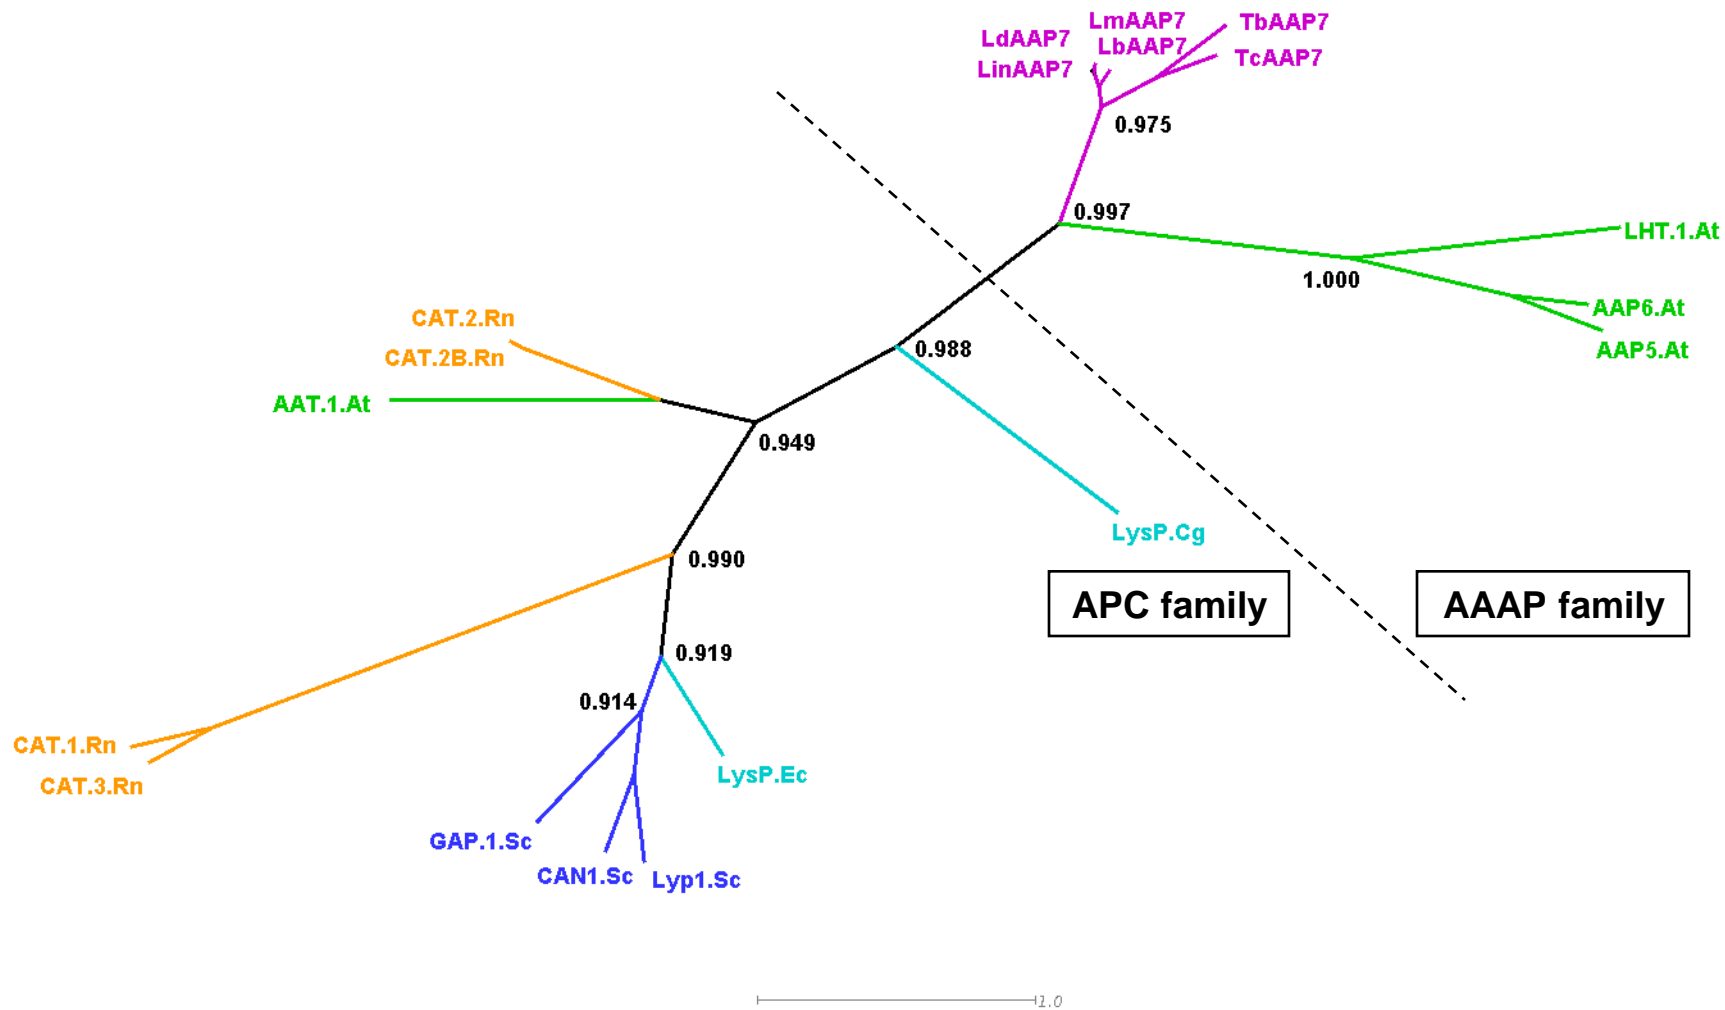 LmAAP7
TbAAP7
LdAAP7
LbAAP7
TcAAP7
LinAAP7
0.975
0.997
LHT.1.At
1.000
AAP6.At
CAT.2.Rn
0.988
AAP5.At
CAT.2B.Rn
AAT.1.At
0.949
LysP.Cg
0.990
APC family
AAAP family
0.919
0.914
CAT.1.Rn
LysP.Ec
CAT.3.Rn
GAP.1.Sc
CAN1.Sc
Lyp1.Sc
1.0